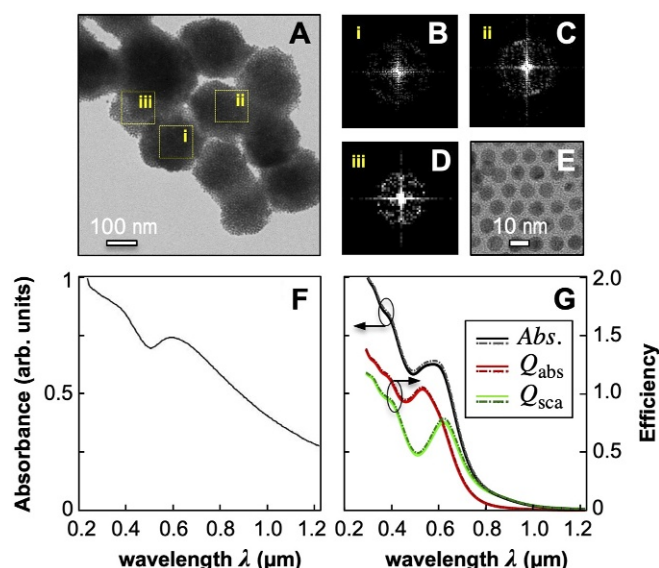 A
iii
ii
i
100 nm
i
B
ii
C
iii
D
E
10 nm
F
G
Absorbance (arb. units)
1
0.5
0
0.2 0.4 0.6 0.8 1.0 1.2
wavelength λ (μm)
2.0
1.5
1.0
0.5
0
Efficiency
Abs.
Qabs
Qsca
0.2 0.4 0.6 0.8 1.0 1.2
wavelength λ (μm)